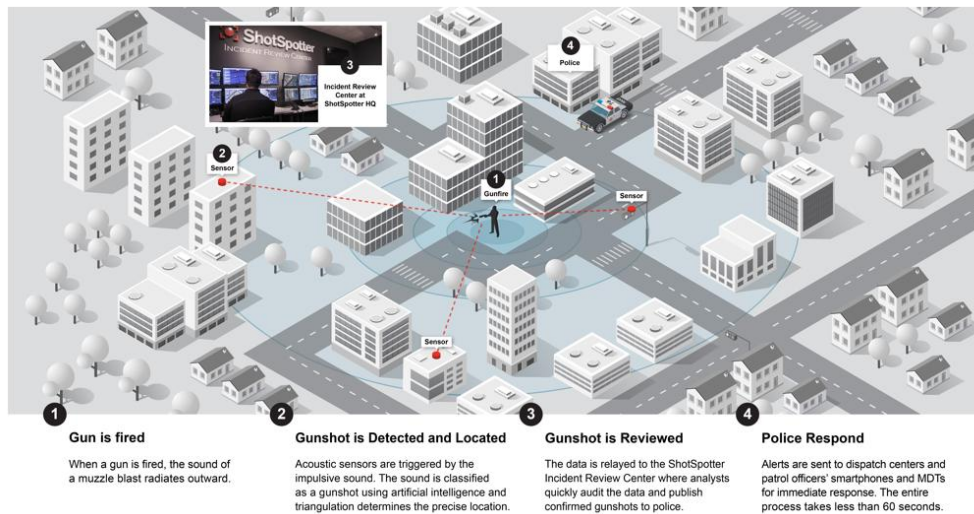 ShotSpotter
INCIDENT REVIEW CENTER
3
Incident Review
Center at
ShotSpotter HQ
4
Police
2
Sensor
1
Gunfire
Sensor
Sensor
1
Gun is fired
When a gun is fired, the sound of
a muzzle blast radiates outward.
2
Gunshot is Detected and Located
Acoustic sensors are triggered by the
impulsive sound. The sound is classified
as a gunshot using artificial intelligence and
triangulation determines the precise location.
3
Gunshot is Reviewed
The data is relayed to the ShotSpotter
Incident Review Center where analysts
quickly audit the data and publish
confirmed gunshots to police.
4
Police Respond
Alerts are sent to dispatch centers and
patrol officers’ smartphones and MDTs
for immediate response. The entire
process takes less than 60 seconds.